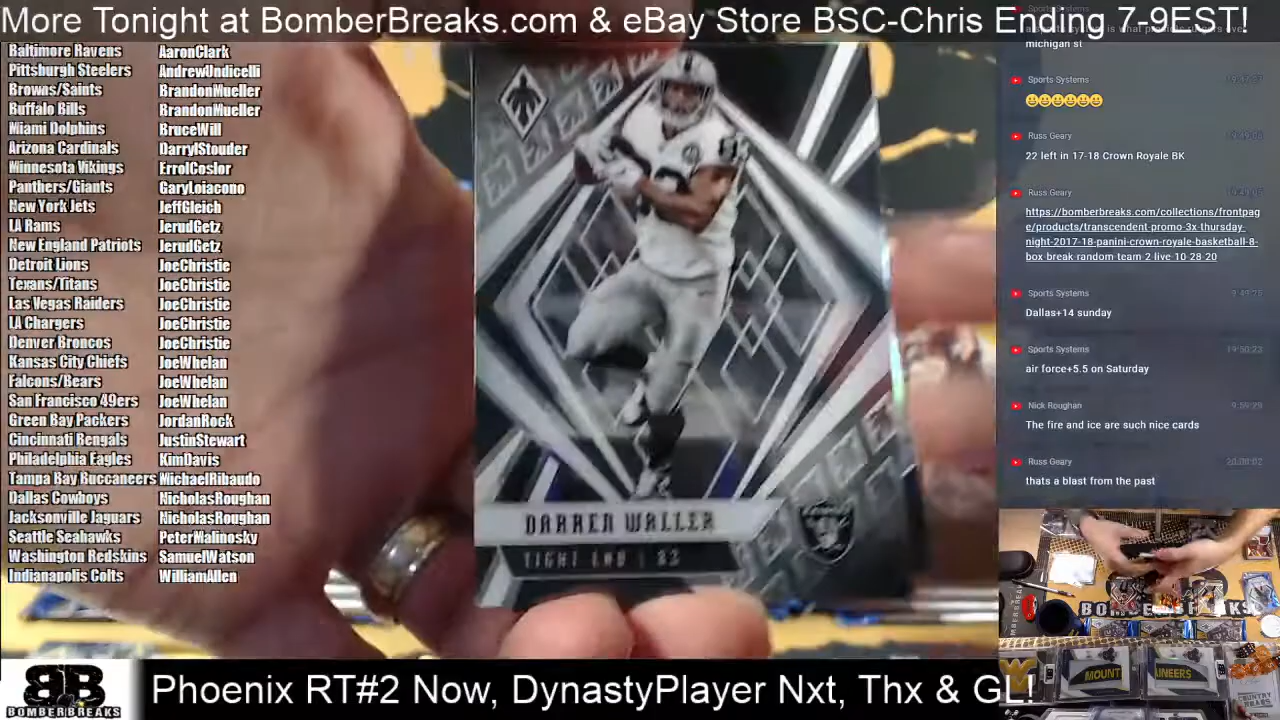 More Tonight at BomberBreaks.com & eBay Store BSC-Chris Ending 7-9EST!
Baltimore Ravens AaronClark
Pittsburgh Steelers AndrewUndicelli
Browns/Saints BrandonMueller
Buffalo Bills BrandonMueller
Miami Dolphins BruceWill
Arizona Cardinals DarrylStouder
Minnesota Vikings ErrolCoslor
Panthers/Giants GaryLoiacono
New York Jets JeffGleich
LA Rams JerudGetz
New England Patriots JerudGetz
Detroit Lions JoeChristie
Texans/Titans JoeChristie
Las Vegas Raiders JoeChristie
LA Chargers JoeChristie
Denver Broncos JoeChristie
Kansas City Chiefs JoeWhelan
Falcons/Bears JoeWhelan
San Francisco 49ers JoeWhelan
Green Bay Packers JordanRock
Cincinnati Bengals JustinStewart
Philadelphia Eagles KimDavis
Tampa Bay Buccaneers MichaelRibaudo
Dallas Cowboys NicholasRoughan
Jacksonville Jaguars NicholasRoughan
Seattle Seahawks PeterMalinosky
Washington Redskins SamuelWatson
Indianapolis Colts WilliamAllen
DARREN WALLER
TIGHT END | 83
michigan st
Sports Systems
Russ Geary
22 left in 17-18 Crown Royale BK
Russ Geary
https://bomberbreaks.com/collections/frontpag
e/products/transcendent-promo-3x-thursday-
night-2017-18-panini-crown-royale-basketball-8-
box-break-random-team-2-live-10-28-20
Sports Systems
Dallas+14 sunday
Sports Systems
air force+5.5 on Saturday
Nick Roughan
The fire and ice are such nice cards
Russ Geary
thats a blast from the past
MOUNT
AINEERS
BB
BOMBERBREAKS
Phoenix RT#2 Now, DynastyPlayer Nxt, Thx & GL!